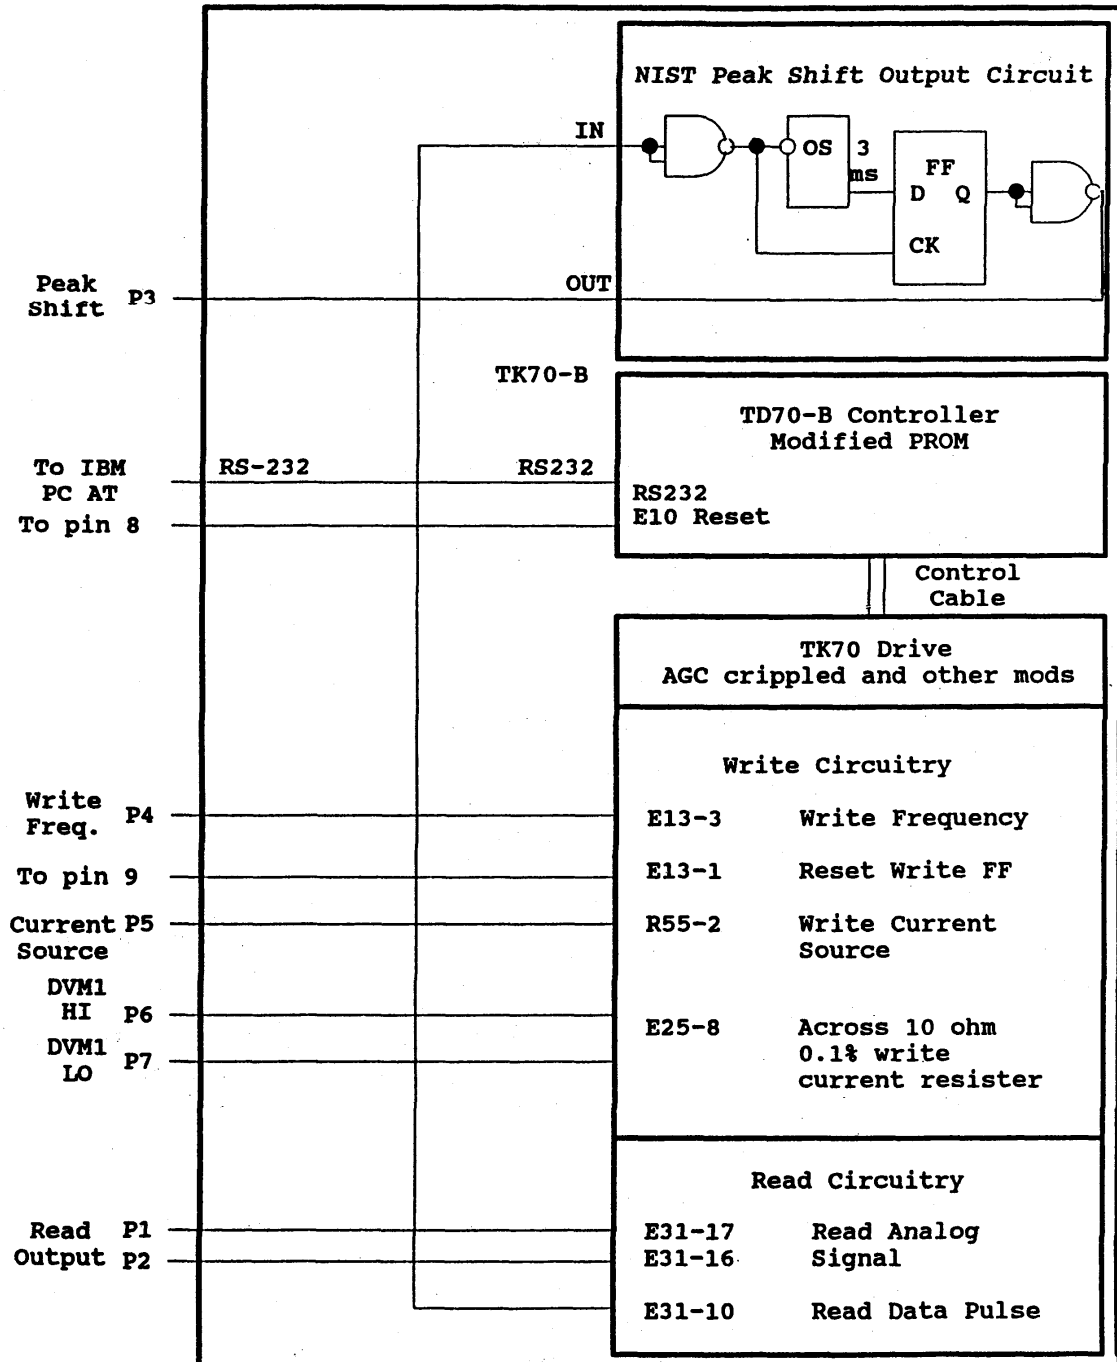 NIST Peak Shift Output Circuit
IN
OS
3
ms
FF
D Q
CK
OUT
Peak
Shift P3
TK70-B
TD70-B Controller
Modified PROM
To IBM
PC AT
RS-232
RS232
RS232
E10 Reset
To pin 8
Control
Cable
TK70 Drive
AGC crippled and other mods
Write Circuitry
Write
Freq. P4
E13-3 Write Frequency
To pin 9
E13-1 Reset Write FF
Current P5
Source
R55-2 Write Current
Source
DVM1
HI P6
DVM1
LO P7
E25-8 Across 10 ohm
0.1% write
current resister
Read Circuitry
Read P1
Output P2
E31-17 Read Analog
E31-16 Signal
E31-10 Read Data Pulse